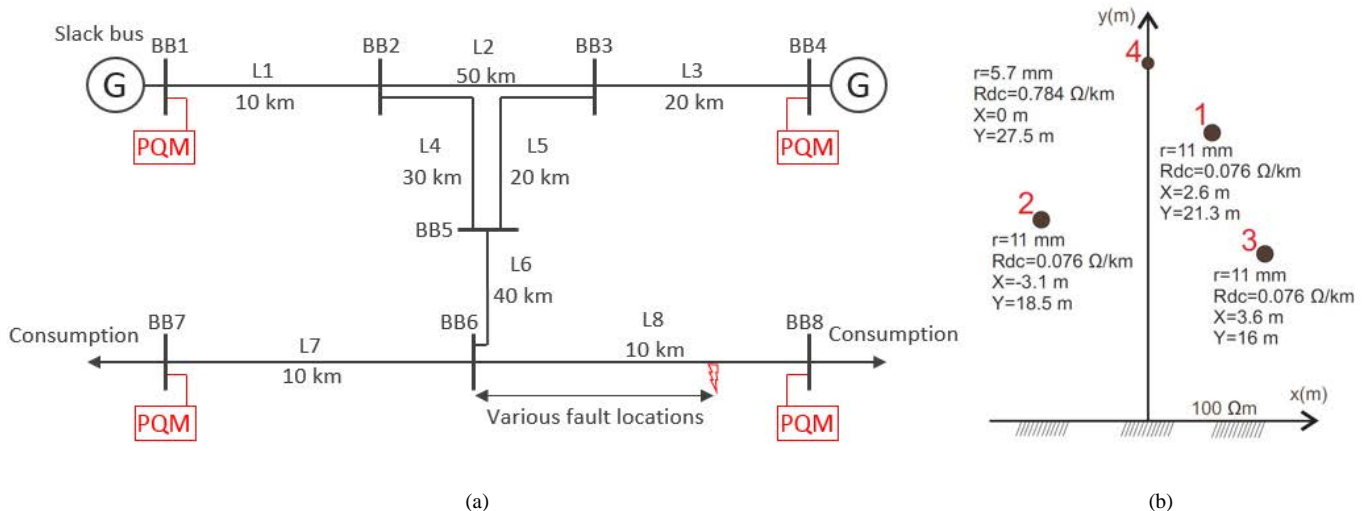 Slack bus
BB1
BB2
L2
BB3
BB4
G
L1
50 km
L3
G
10 km
20 km
PQM
PQM
L4
L5
30 km
20 km
BB5
L6
40 km
Consumption
BB7
BB6
L8
BB8
Consumption
L7
10 km
10 km
PQM
Various fault locations
PQM
(a)
y(m)
4
r=5.7 mm
Rdc=0.784 Ω/km
X=0 m
Y=27.5 m
1
r=11 mm
Rdc=0.076 Ω/km
X=2.6 m
Y=21.3 m
2
r=11 mm
Rdc=0.076 Ω/km
X=-3.1 m
Y=18.5 m
3
r=11 mm
Rdc=0.076 Ω/km
X=3.6 m
Y=16 m
x(m)
100 Ωm
(b)